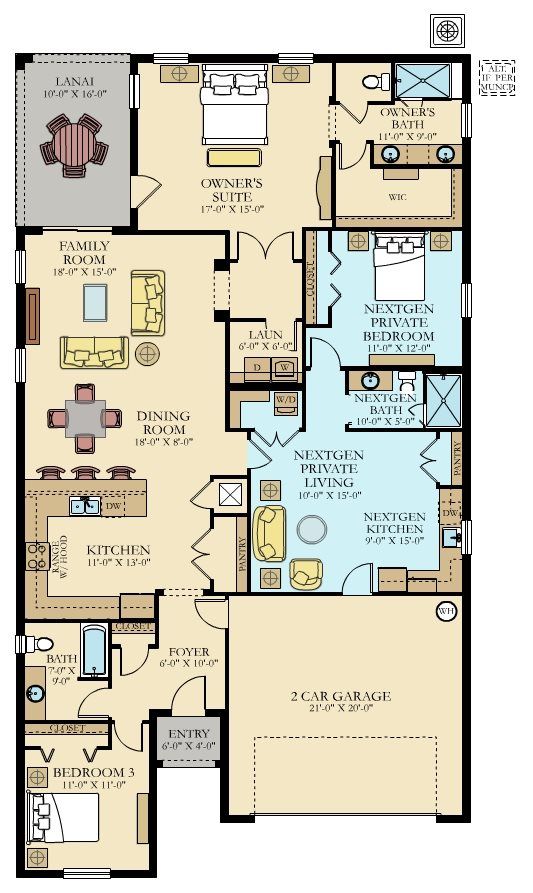 ALT.
IF PER
MUNCP.
LANAI
10'-0" X 16'-0"
OWNER'S
BATH
11'-0" X 9'-0"
OWNER'S
SUITE
17'-0" X 15'-0"
WIC
FAMILY
ROOM
18'-0" X 15'-0"
CLOSET
NEXTGEN
PRIVATE
BEDROOM
11'-0" X 12'-0"
LAUN
6'-0" X 6'-0"
D
W
W/D
NEXTGEN
BATH
10'-0" X 5'-0"
DINING
ROOM
18'-0" X 8'-0"
NEXTGEN
PRIVATE
LIVING
10'-0" X 15'-0"
PANTRY
DW
NEXTGEN
KITCHEN
9'-0" X 15'-0"
DW
RANGE
W/ HOOD
KITCHEN
11'-0" X 13'-0"
PANTRY
CLOSET
WH
FOYER
6'-0" X 10'-0"
BATH
7'-0" X
9'-0"
2 CAR GARAGE
21'-0" X 20'-0"
CLOSET
ENTRY
6'-0" X 4'-0"
BEDROOM 3
11'-0" X 11'-0"